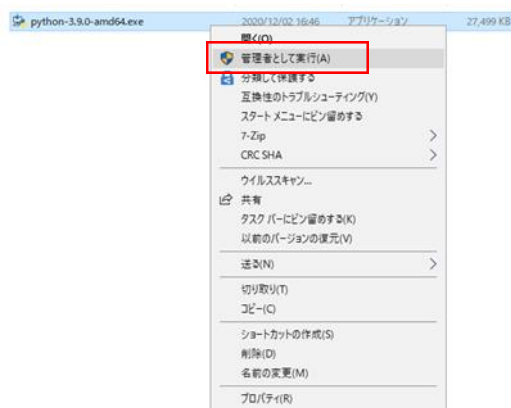 python-3.9.0-amd64.exe 2020/12/02 16:46 アプリケーション 27,499 KB
開く(O)
管理者として実行(A)
分類して保護する
互換性のトラブルシューティング(Y)
スタート メニューにピン留めする
7-Zip
CRC SHA
ウイルススキャン...
共有
タスク バーにピン留めする(K)
以前のバージョンの復元(V)
送る(N)
切り取り(T)
コピー(C)
ショートカットの作成(S)
削除(D)
名前の変更(M)
プロパティ(R)